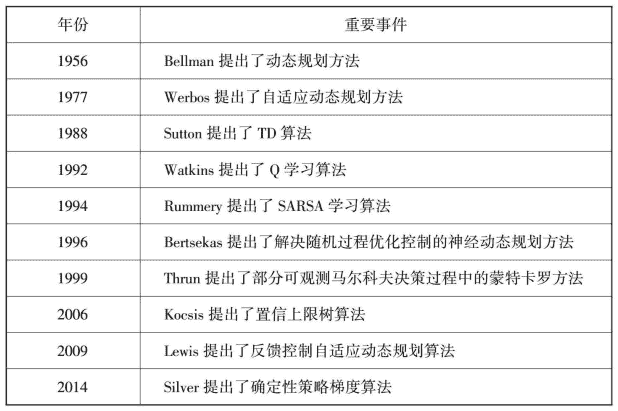 年份 重要事件
1956 Bellman 提出了动态规划方法
1977 Werbos 提出了自适应动态规划方法
1988 Sutton 提出了 TD 算法
1992 Watkins 提出了 Q 学习算法
1994 Rummery 提出了 SARSA 学习算法
1996 Bertsekas 提出了解决随机过程优化控制的神经动态规划方法
1999 Thrun 提出了部分可观测马尔科夫决策过程中的蒙特卡罗方法
2006 Kocsis 提出了置信上限树算法
2009 Lewis 提出了反馈控制自适应动态规划算法
2014 Silver 提出了确定性策略梯度算法